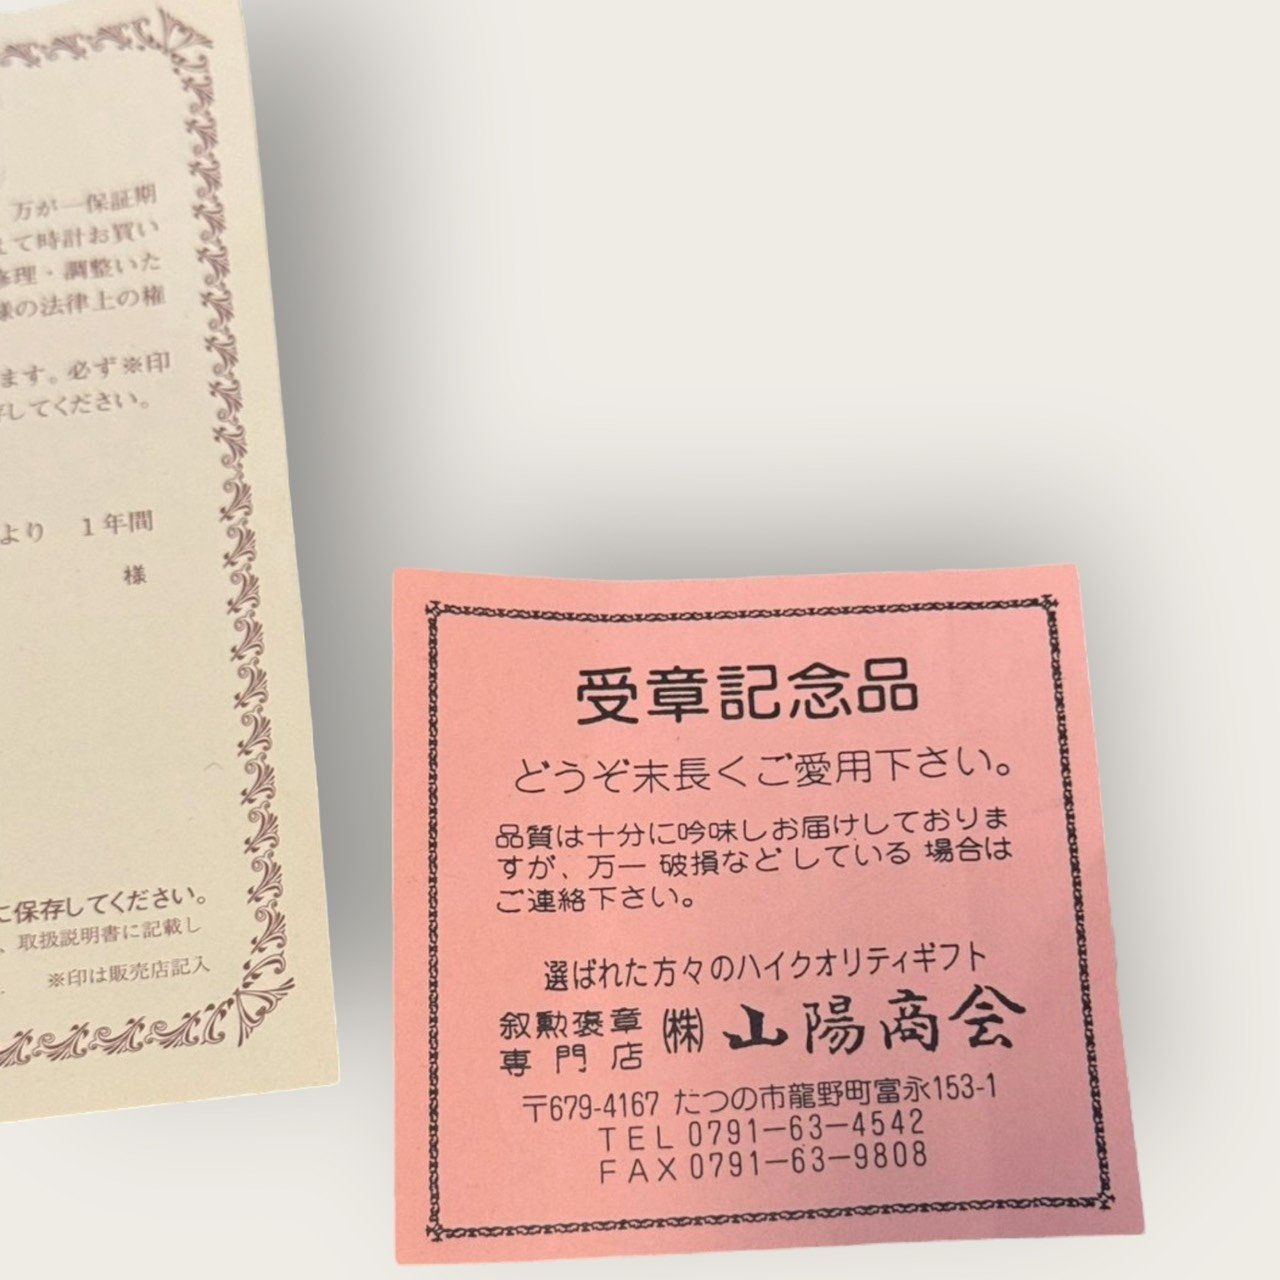 万が一保証期
えて時計お買い
修理・調整いた
様の法律上の権
ます。必ず※印
存してください。
より 1年間
様
に保存してください。
、取扱説明書に記載し
※印は販売店記入
受章記念品
どうぞ末長くご愛用下さい。
品質は十分に吟味しお届けしておりま
すが、万一 破損など している 場合は
ご連絡下さい。
選ばれた方々のハイクオリティギフト
叙勲褒章
専門店
㈱ 山陽商会
〒679-4167 たつの市龍野町富永153-1
TEL 0791-63-4542
FAX 0791-63-9808